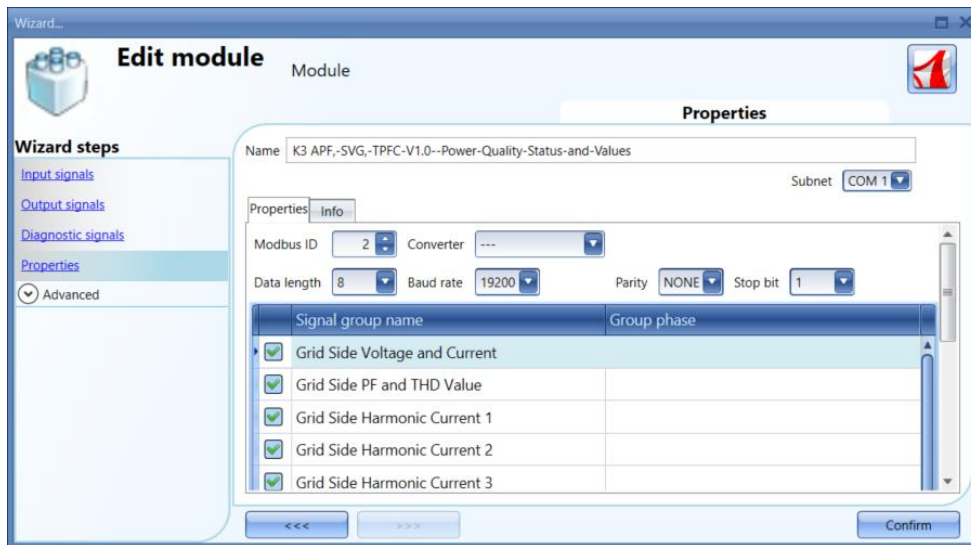 Wizard...
Edit module
Module
Properties
Wizard steps
Input signals
Output signals
Diagnostic signals
Properties
Advanced
Name K3 APF,-SVG,-TPFC-V1.0--Power-Quality-Status-and-Values
Subnet COM 1
Properties Info
Modbus ID 2 Converter ---
Data length 8 Baud rate 19200 Parity NONE Stop bit 1
Signal group name Group phase
Grid Side Voltage and Current
Grid Side PF and THD Value
Grid Side Harmonic Current 1
Grid Side Harmonic Current 2
Grid Side Harmonic Current 3
<<< >>> Confirm